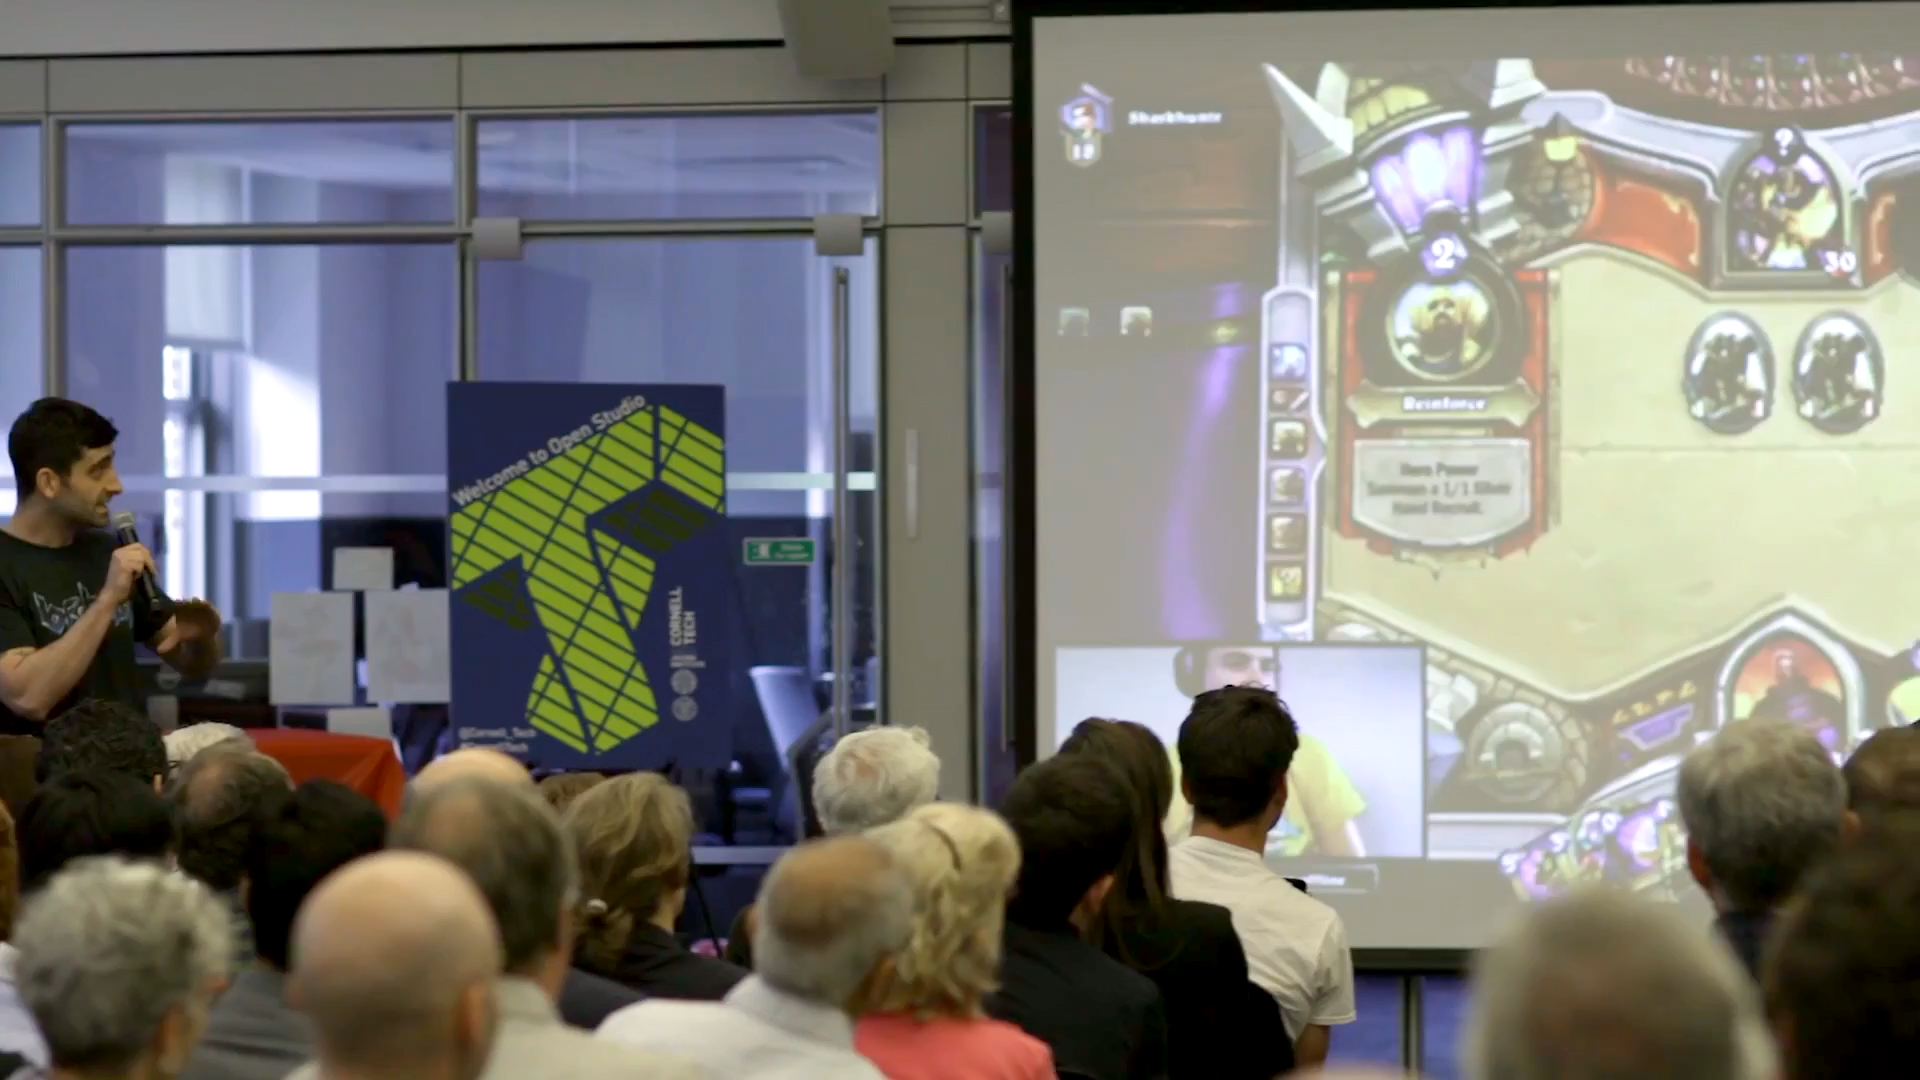 Welcome to Open Studio
CORNELL
TECH
@Cornell_Tech
Sharkhuntr
18
2
Reinforce
Hero Power
Summon a 1/1 Silver
Hand Recruit.
?
30